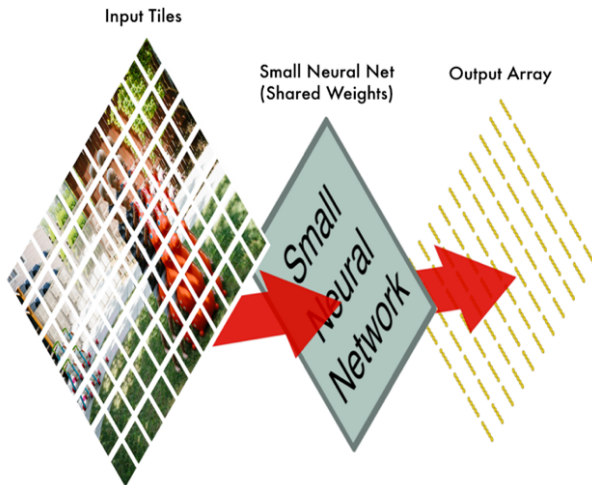 Input Tiles
Small Neural Net
(Shared Weights)
Output Array
Small
Neural
Network